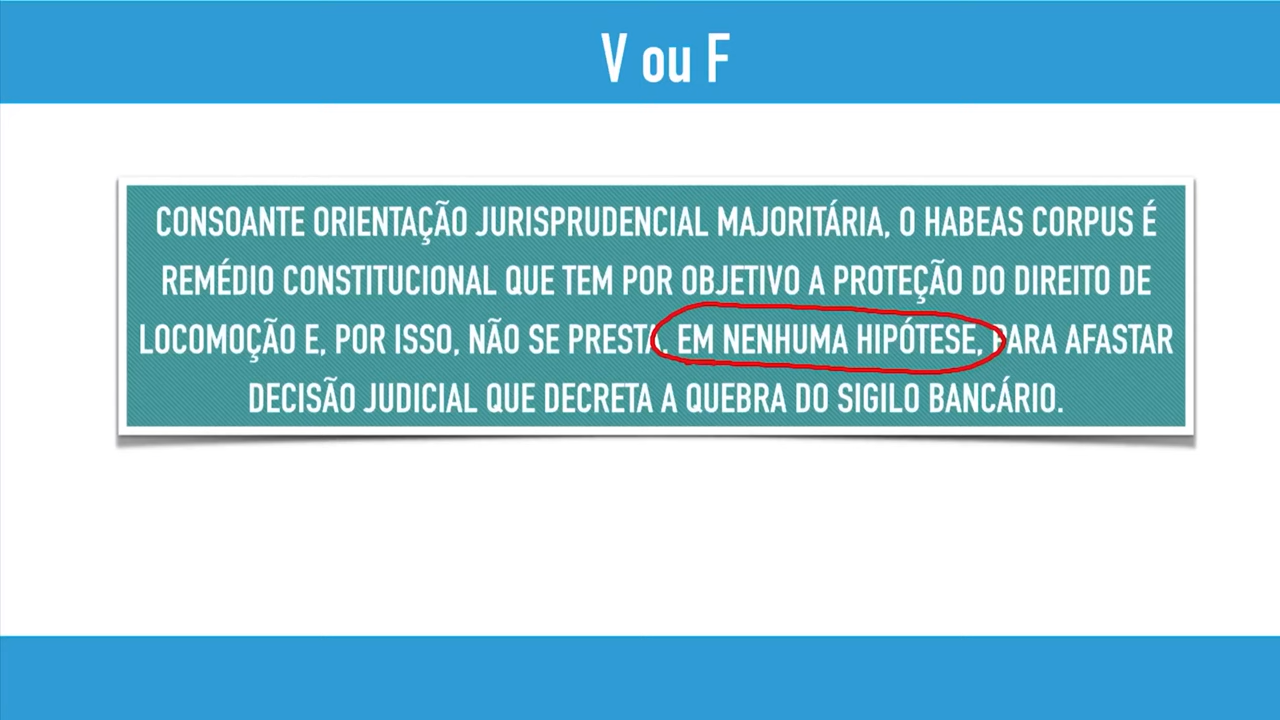 V ou F
CONSOANTE ORIENTAÇÃO JURISPRUDENCIAL MAJORITÁRIA, O HABEAS CORPUS É
REMÉDIO CONSTITUCIONAL QUE TEM POR OBJETIVO A PROTEÇÃO DO DIREITO DE
LOCOMOÇÃO E, POR ISSO, NÃO SE PRESTA, EM NENHUMA HIPÓTESE, PARA AFASTAR
DECISÃO JUDICIAL QUE DECRETA A QUEBRA DO SIGILO BANCÁRIO.